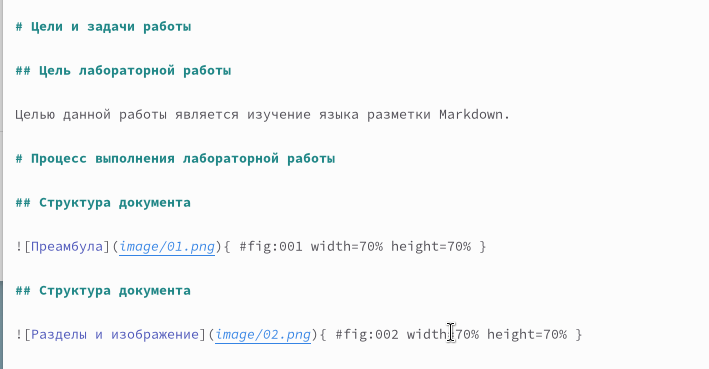 # Цели и задачи работы
## Цель лабораторной работы
Целью данной работы является изучение языка разметки Markdown.
# Процесс выполнения лабораторной работы
## Структура документа
![Преамбула](image/01.png){ #fig:001 width=70% height=70% }
## Структура документа
![Разделы и изображение](image/02.png){ #fig:002 width=70% height=70% }